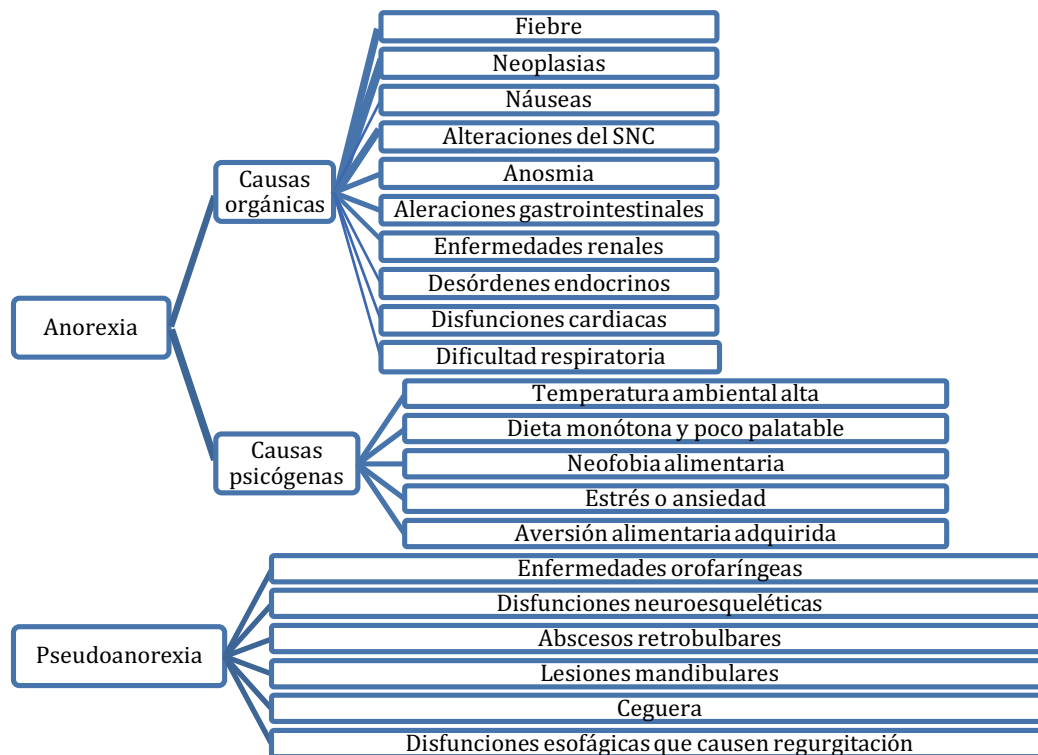 Fiebre
Neoplasias
Náuseas
Alteraciones del SNC
Anosmia
Aleraciones gastrointestinales
Enfermedades renales
Desórdenes endocrinos
Disfunciones cardiacas
Dificultad respiratoria
Causas
orgánicas
Anorexia
Temperatura ambiental alta
Dieta monótona y poco palatable
Neofobia alimentaria
Estrés o ansiedad
Aversión alimentaria adquirida
Causas
psicógenas
Enfermedades orofaríngeas
Disfunciones neuroesqueléticas
Abscesos retrobulbares
Lesiones mandibulares
Ceguera
Disfunciones esofágicas que causen regurgitación
Pseudoanorexia